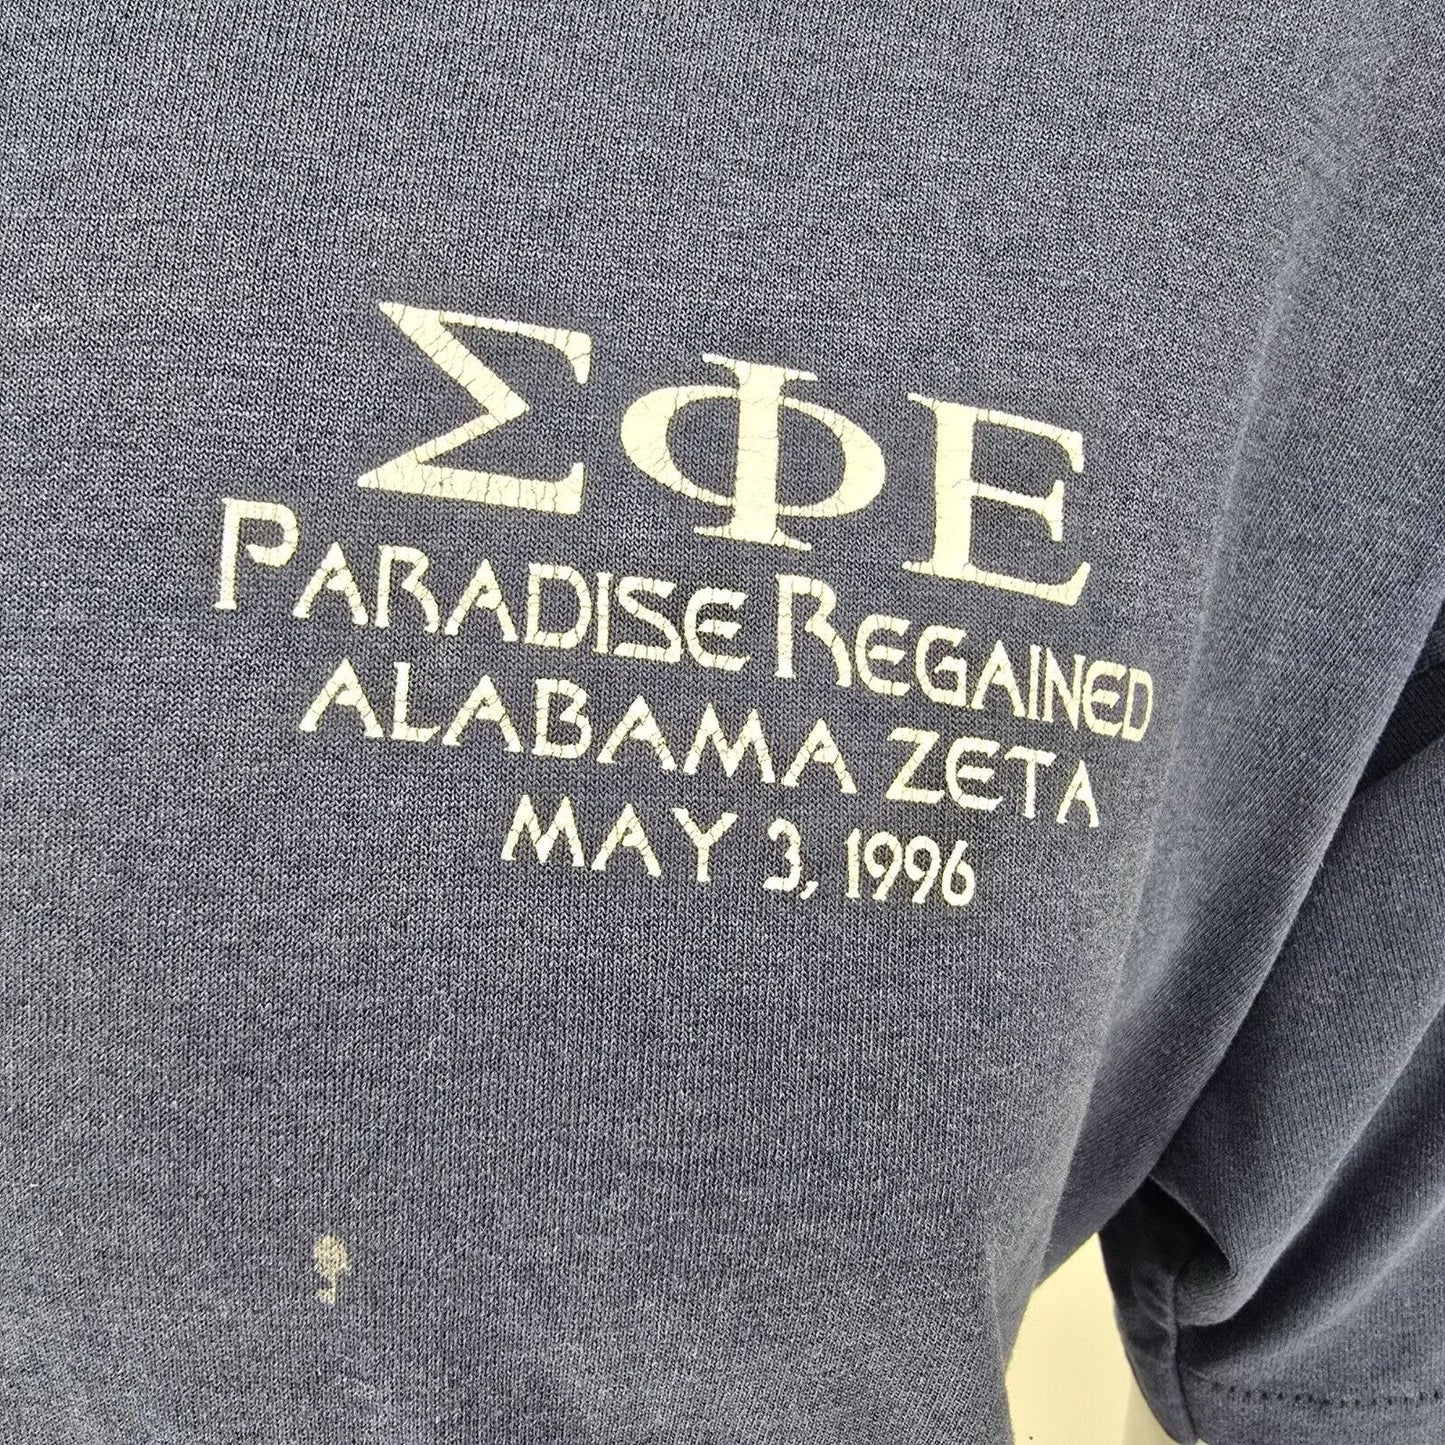 ΣΦΕ
PARADISE REGAINED
ALABAMA ZETA
MAY 3, 1996